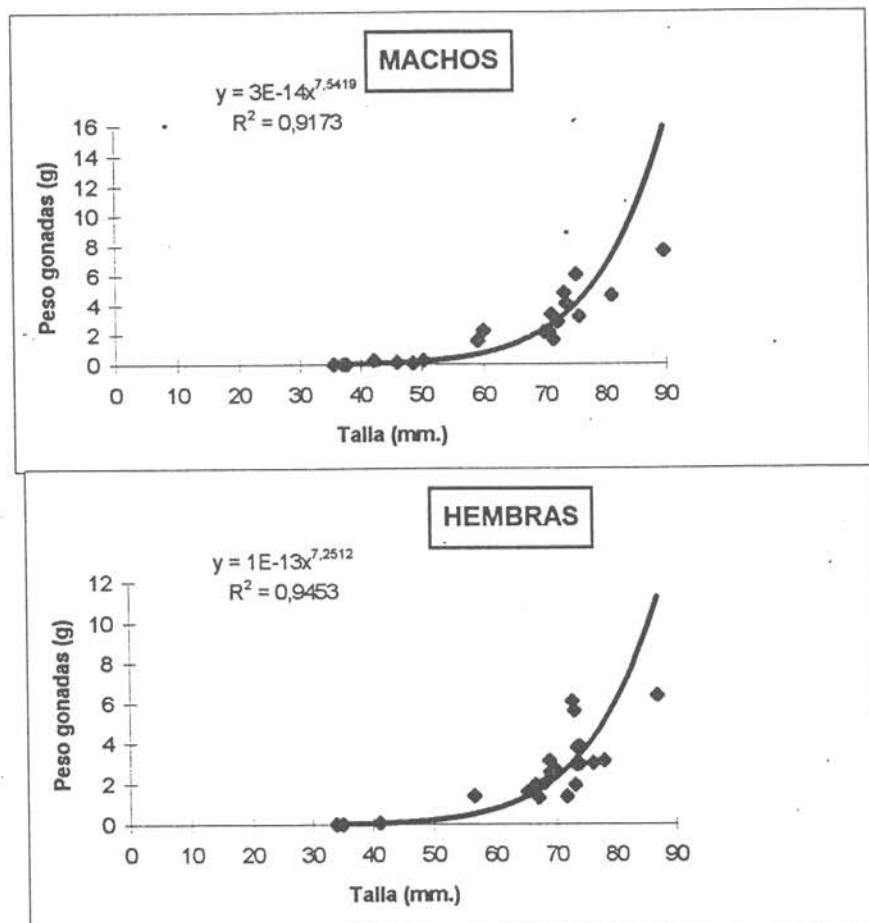 MACHOS
y = 3E-14x^7,5419
R² = 0,9173
Peso gonadas (g)
16
14
12
10
8
6
4
2
0
0 10 20 30 40 50 60 70 80 90
Talla (mm.)
HEMBRAS
y = 1E-13x^7,2512
R² = 0,9453
Peso gonadas (g)
12
10
8
6
4
2
0
0 10 20 30 40 50 60 70 80 90
Talla (mm.)